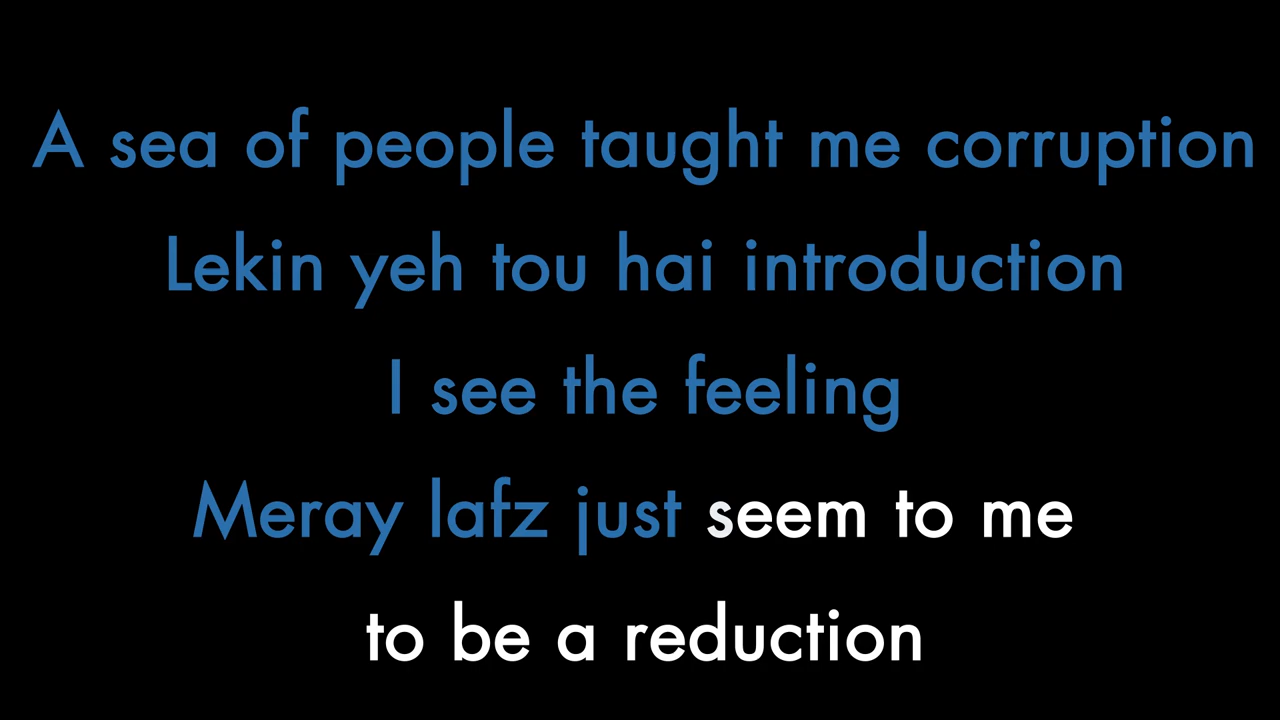 A sea of people taught me corruption
Lekin yeh tou hai introduction
I see the feeling
Meray lafz just seem to me
to be a reduction